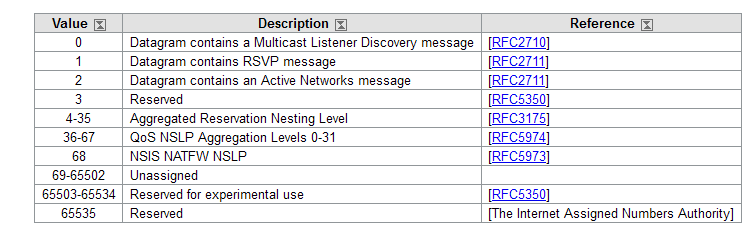 Value Description Reference
0 Datagram contains a Multicast Listener Discovery message [RFC2710]
1 Datagram contains RSVP message [RFC2711]
2 Datagram contains an Active Networks message [RFC2711]
3 Reserved [RFC5350]
4-35 Aggregated Reservation Nesting Level [RFC3175]
36-67 QoS NSLP Aggregation Levels 0-31 [RFC5974]
68 NSIS NATFW NSLP [RFC5973]
69-65502 Unassigned
65503-65534 Reserved for experimental use [RFC5350]
65535 Reserved [The Internet Assigned Numbers Authority]